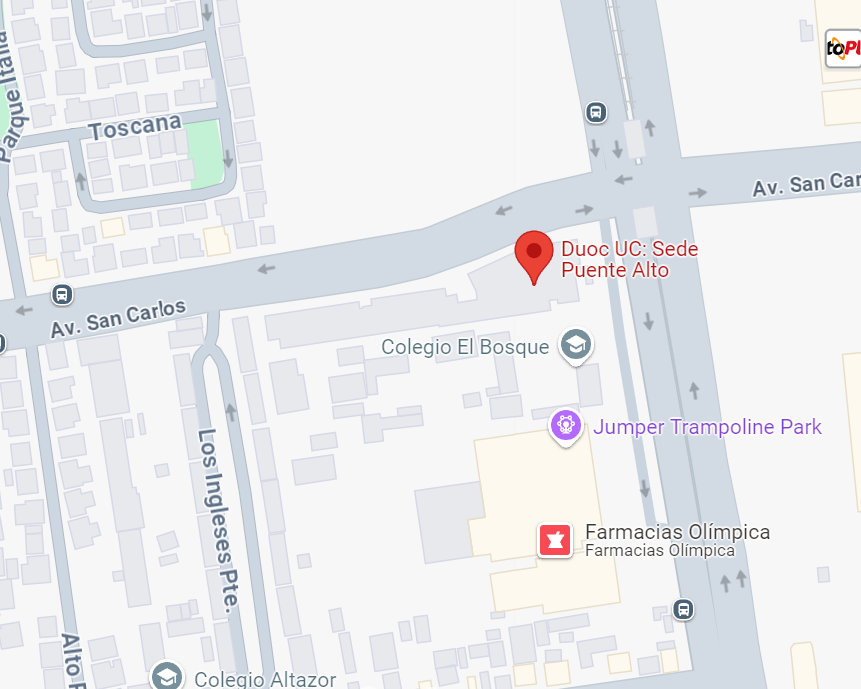 toPl
Parque Italia
Toscana
Av. San Car
Duoc UC: Sede
Puente Alto
Av. San Carlos
Colegio El Bosque
Jumper Trampoline Park
Los Ingleses Pte.
Farmacias Olímpica
Farmacias Olímpica
Alto
Colegio Altazor